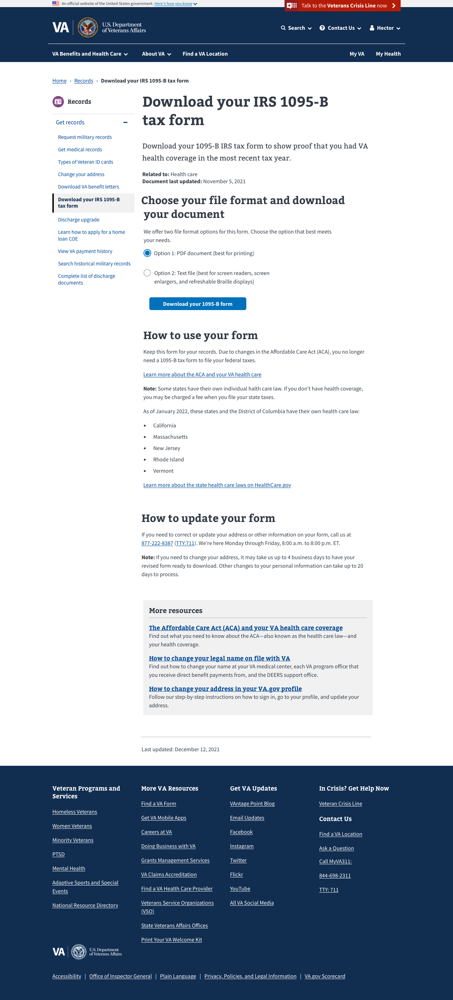 An official website of the United States government. Here's how you know
Talk to the Veterans Crisis Line now
VA
U.S. Department
of Veterans Affairs
Search
Contact Us
Hector
VA Benefits and Health Care
About VA
Find a VA Location
My VA
My Health
Home › Records › Download your IRS 1095-B tax form
Records
Get records
Request military records
Get medical records
Types of Veteran ID cards
Change your address
Download VA benefit letters
Download your IRS 1095-B
tax form
Discharge upgrade
Learn how to apply for a home
loan COE
View VA payment history
Search historical military records
Complete list of discharge
documents
Download your IRS 1095-B
tax form
Download your 1095-B IRS tax form to show proof that you had VA
health coverage in the most recent tax year.
Related to: Health care
Document last updated: November 5, 2021
Choose your file format and download
your document
We offer two file format options for this form. Choose the option that best meets
your needs.
Option 1: PDF document (best for printing)
Option 2: Text file (best for screen readers, screen
enlargers, and refreshable Braille displays)
Download your 1095-B form
How to use your form
Keep this form for your records. Due to changes in the Affordable Care Act (ACA), you no longer
need a 1095-B tax form to file your federal taxes.
Learn more about the ACA and your VA health care
Note: Some states have their own individual halth care law. If you don’t have health coverage,
you may be charged a fee when you file your state taxes.
As of January 2022, these states and the District of Columbia have their own health care law:
▪ California
▪ Massachusetts
▪ New Jersey
▪ Rhode Island
▪ Vermont
Learn more about the state health care laws on HealthCare.gov
How to update your form
If you need to correct or update your address or other information on your form, call us at
877-222-8387 (TTY:711). We’re here Monday through Friday, 8:00 a.m. to 8:00 p.m. ET.
Note: If you need to change your address, it may take us up to 4 business days to have your
revised form ready to download. Other changes to your personal information can take up to 20
days to process.
More resources
The Affordable Care Act (ACA) and your VA health care coverage
Find out what you need to know about the ACA—also known as the health care law—and
your health coverage.
How to change your legal name on file with VA
Find out how to change your name at your VA medical center, each VA program office that
you receive direct benefit payments from, and the DEERS support office.
How to change your address in your VA.gov profile
Follow our step-by-step instructions on how to sign in, go to your profile, and update your
address.
Last updated: December 12, 2021
Veteran Programs and
Services
Homeless Veterans
Women Veterans
Minority Veterans
PTSD
Mental Health
Adaptive Sports and Special
Events
National Resource Directory
More VA Resources
Find a VA Form
Get VA Mobile Apps
Careers at VA
Doing Business with VA
Grants Management Services
VA Claims Accreditation
Find a VA Health Care Provider
Veterans Service Organizations
(VSO)
State Veterans Affairs Offices
Print Your VA Welcome Kit
Get VA Updates
VAntage Point Blog
Email Updates
Facebook
Instagram
Twitter
Flickr
YouTube
All VA Social Media
In Crisis? Get Help Now
Veteran Crisis Line
Contact Us
Find a VA Location
Ask a Question
Call MyVA311:
844-698-2311
TTY: 711
VA
U.S. Department
of Veterans Affairs
Accessibility | Office of Inspector General | Plain Language | Privacy, Policies, and Legal Information | VA.gov Scorecard